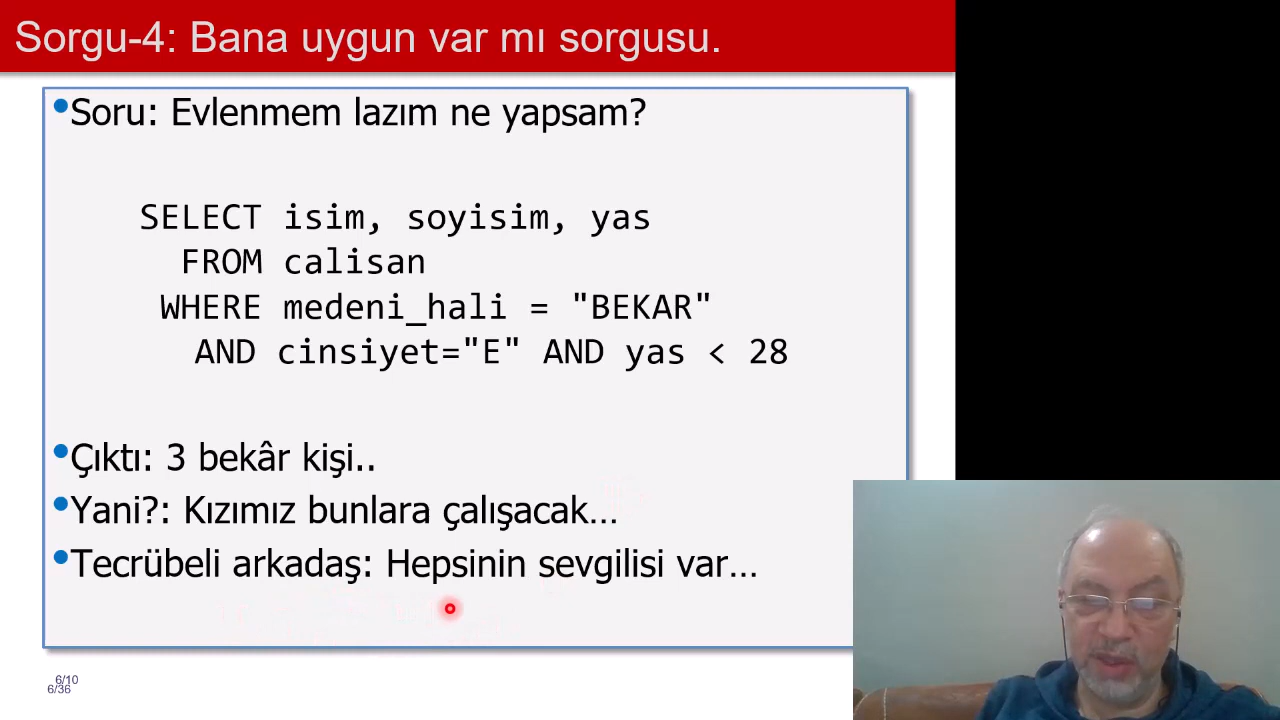 Sorgu-4: Bana uygun var mı sorgusu.
•Soru: Evlenmem lazım ne yapsam?
SELECT isim, soyisim, yas
FROM calisan
WHERE medeni_hali = "BEKAR"
AND cinsiyet="E" AND yas < 28
•Çıktı: 3 bekâr kişi..
•Yani?: Kızımız bunlara çalışacak…
•Tecrübeli arkadaş: Hepsinin sevgilisi var…
6/10
6/36